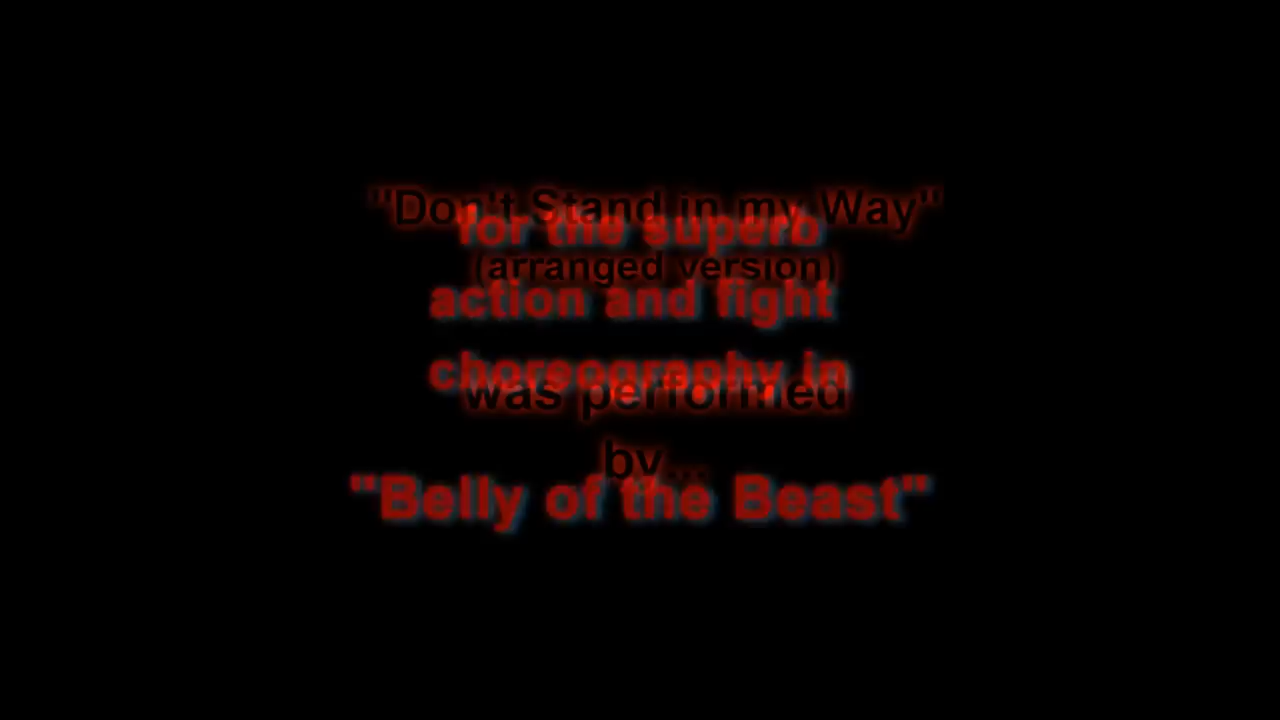 "Don't Stand in my Way"
for the superb
(arranged version)
action and fight
choreography in
was performed
by...
"Belly of the Beast"